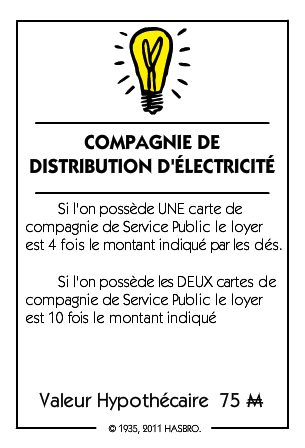 COMPAGNIE DE
DISTRIBUTION D'ÉLECTRICITÉ
Si l'on possède UNE carte de
compagnie de Service Public le loyer
est 4 fois le montant indiqué par les dés.
Si l'on possède les DEUX cartes de
compagnie de Service Public le loyer
est 10 fois le montant indiqué
Valeur Hypothécaire 75 M
© 1935, 2011 HASBRO.